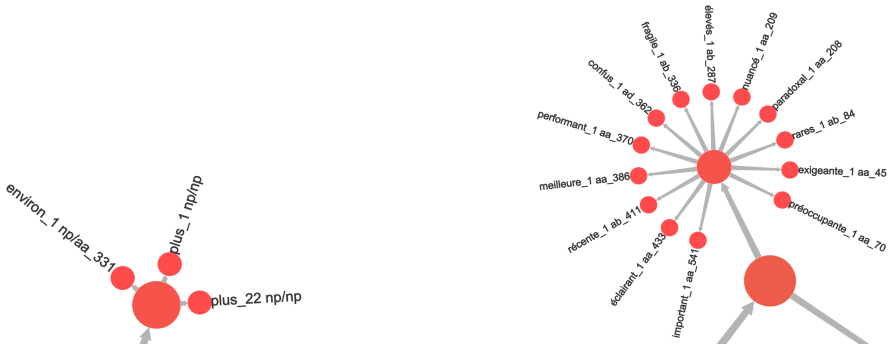 environ_1 np/aa_331
plus_1 np/np
plus_22 np/np
élevés_1 ab_287
nuancé_1 aa_209
paradoxal_1 aa_208
rares_1 ab_84
exigeante_1 aa_45
préoccupante_1 aa_70
important_1 aa_541
éclairant_1 aa_433
récente_1 ab_411
meilleure_1 aa_386
performant_1 aa_370
confus_1 ad_362
fragile_1 ab_336